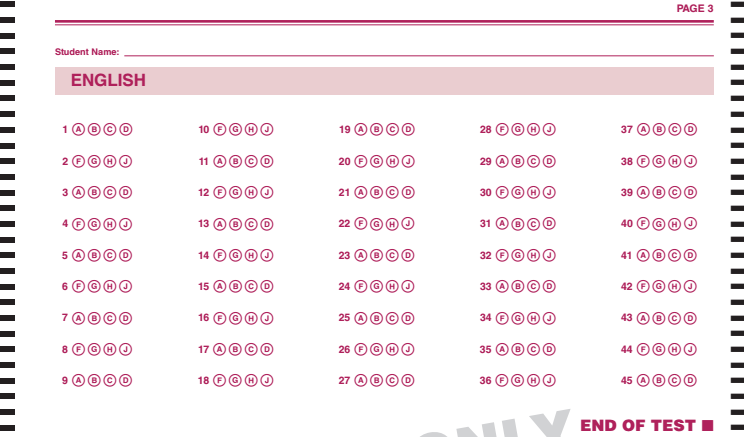 PAGE 3
Student Name:
ENGLISH
1 A B C D 10 F G H J 19 A B C D 28 F G H J 37 A B C D
2 F G H J 11 A B C D 20 F G H J 29 A B C D 38 F G H J
3 A B C D 12 F G H J 21 A B C D 30 F G H J 39 A B C D
4 F G H J 13 A B C D 22 F G H J 31 A B C D 40 F G H J
5 A B C D 14 F G H J 23 A B C D 32 F G H J 41 A B C D
6 F G H J 15 A B C D 24 F G H J 33 A B C D 42 F G H J
7 A B C D 16 F G H J 25 A B C D 34 F G H J 43 A B C D
8 F G H J 17 A B C D 26 F G H J 35 A B C D 44 F G H J
9 A B C D 18 F G H J 27 A B C D 36 F G H J 45 A B C D
ONLY
END OF TEST